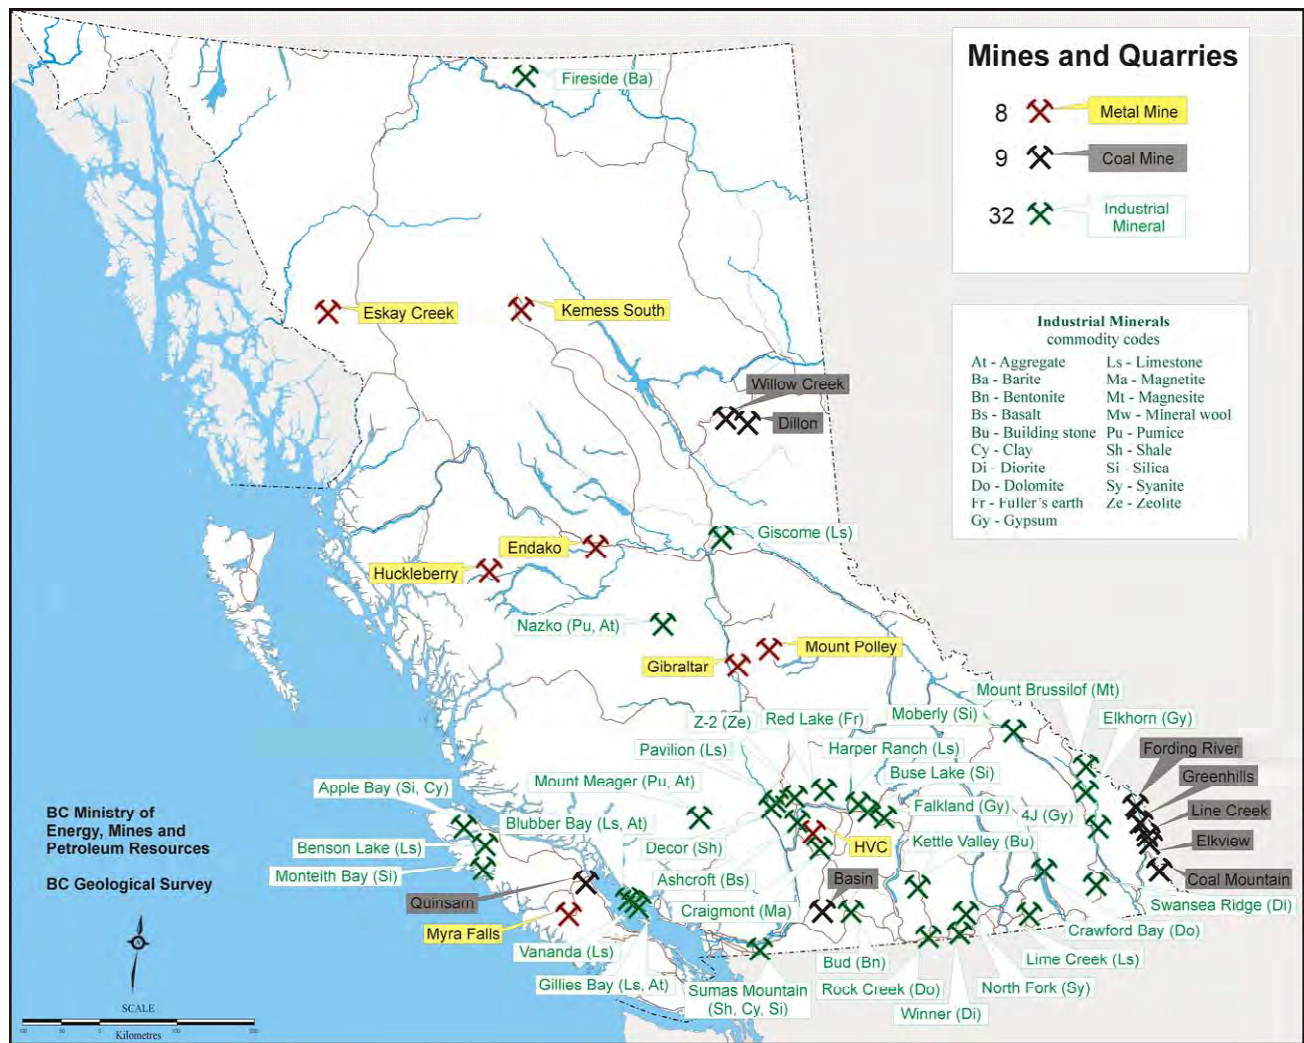 Mines and Quarries
8 Metal Mine
9 Coal Mine
32 Industrial
Mineral
Industrial Minerals
commodity codes
At - Aggregate
Ba - Barite
Bn - Bentonite
Bs - Basalt
Bu - Building stone
Cy - Clay
Di - Diorite
Do - Dolomite
Fr - Fuller's earth
Gy - Gypsum
Ls - Limestone
Ma - Magnetite
Mt - Magnesite
Mw - Mineral wool
Pu - Pumice
Sh - Shale
Si - Silica
Sy - Syanite
Ze - Zeolite
Fireside (Ba)
Eskay Creek
Kemess South
Willow Creek
Dillon
Giscome (Ls)
Endako
Huckleberry
Nazko (Pu, At)
Mount Polley
Gibraltar
Mount Brussilof (Mt)
Z-2 (Ze)
Red Lake (Fr)
Moberly (Si)
Elkhorn (Gy)
Pavilion (Ls)
Harper Ranch (Ls)
Fording River
Mount Meager (Pu, At)
Buse Lake (Si)
Greenhills
Apple Bay (Si, Cy)
Falkland (Gy)
4J (Gy)
Line Creek
Blubber Bay (Ls, At)
Benson Lake (Ls)
Decor (Sh)
HVC
Kettle Valley (Bu)
Elkview
Monteith Bay (Si)
Ashcroft (Bs)
Basin
Coal Mountain
Quinsam
Craigmont (Ma)
Swansea Ridge (Di)
Myra Falls
Crawford Bay (Do)
Vananda (Ls)
Bud (Bn)
Lime Creek (Ls)
Gillies Bay (Ls, At)
Sumas Mountain
(Sh, Cy, Si)
Rock Creek (Do)
North Fork (Sy)
Winner (Di)
BC Ministry of
Energy, Mines and
Petroleum Resources
BC Geological Survey
SCALE
100 50 0 100 200
Kilometres